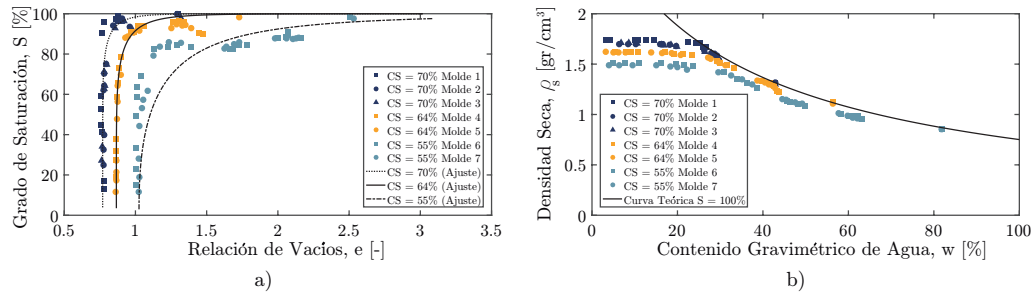 Grado de Saturación, S [%]
100
80
60
40
20
0
0.5
1
1.5
2
2.5
3
3.5
Relación de Vacíos, e [-]
CS = 70% Molde 1
CS = 70% Molde 2
CS = 70% Molde 3
CS = 64% Molde 4
CS = 64% Molde 5
CS = 55% Molde 6
CS = 55% Molde 7
CS = 70% (Ajuste)
CS = 64% (Ajuste)
CS = 55% (Ajuste)
a)
Densidad Seca, ρs [gr/cm³]
2
1.5
1
0.5
0
0
20
40
60
80
100
Contenido Gravimétrico de Agua, w [%]
CS = 70% Molde 1
CS = 70% Molde 2
CS = 70% Molde 3
CS = 64% Molde 4
CS = 64% Molde 5
CS = 55% Molde 6
CS = 55% Molde 7
Curva Teórica S = 100%
b)